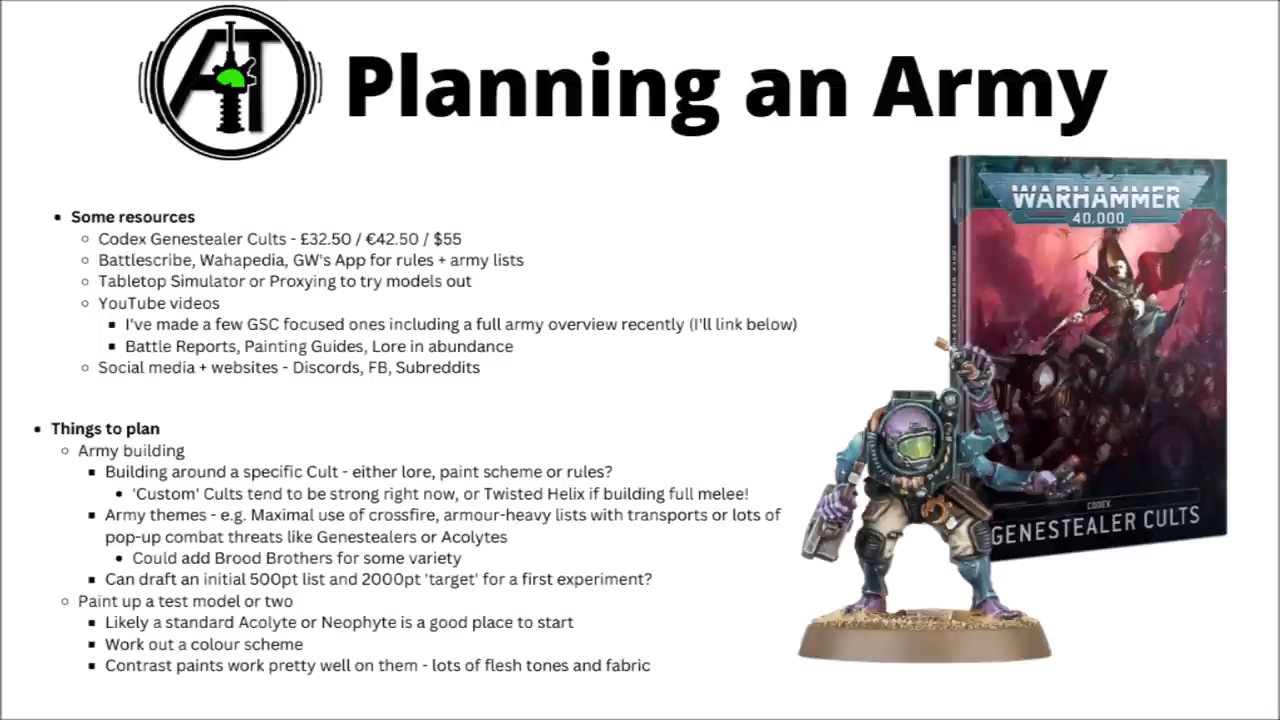 AT
Planning an Army
Some resources
Codex Genestealer Cults - £32.50 / €42.50 / $55
Battlescribe, Wahapedia, GW's App for rules + army lists
Tabletop Simulator or Proxying to try models out
YouTube videos
I've made a few GSC focused ones including a full army overview recently (I'll link below)
Battle Reports, Painting Guides, Lore in abundance
Social media + websites - Discords, FB, Subreddits
Things to plan
Army building
Building around a specific Cult - either lore, paint scheme or rules?
'Custom' Cults tend to be strong right now, or Twisted Helix if building full melee!
Army themes - e.g. Maximal use of crossfire, armour-heavy lists with transports or lots of
pop-up combat threats like Genestealers or Acolytes
Could add Brood Brothers for some variety
Can draft an initial 500pt list and 2000pt 'target' for a first experiment?
Paint up a test model or two
Likely a standard Acolyte or Neophyte is a good place to start
Work out a colour scheme
Contrast paints work pretty well on them - lots of flesh tones and fabric
WARHAMMER
40,000
CODEX
GENESTEALER CULTS